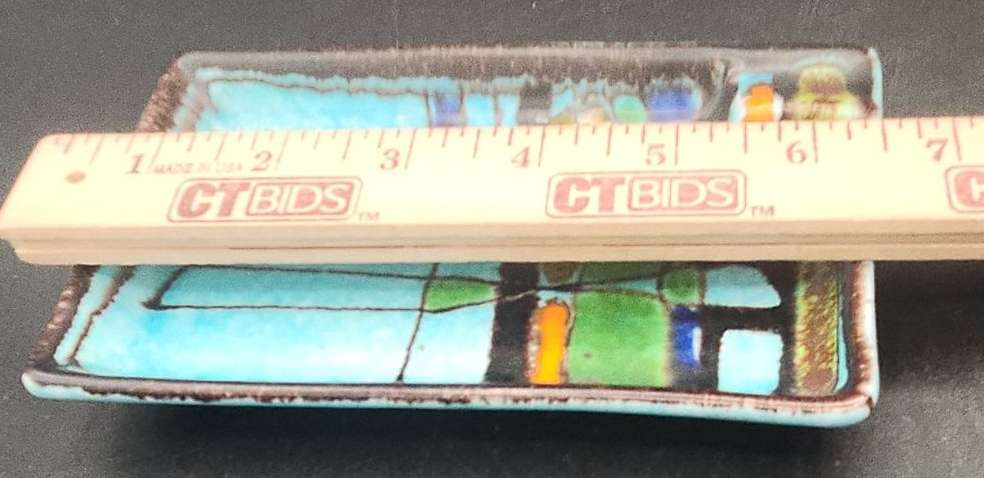 1 2 3 4 5 6 7
MADE IN USA
CTBIDS™ CTBIDS™ C